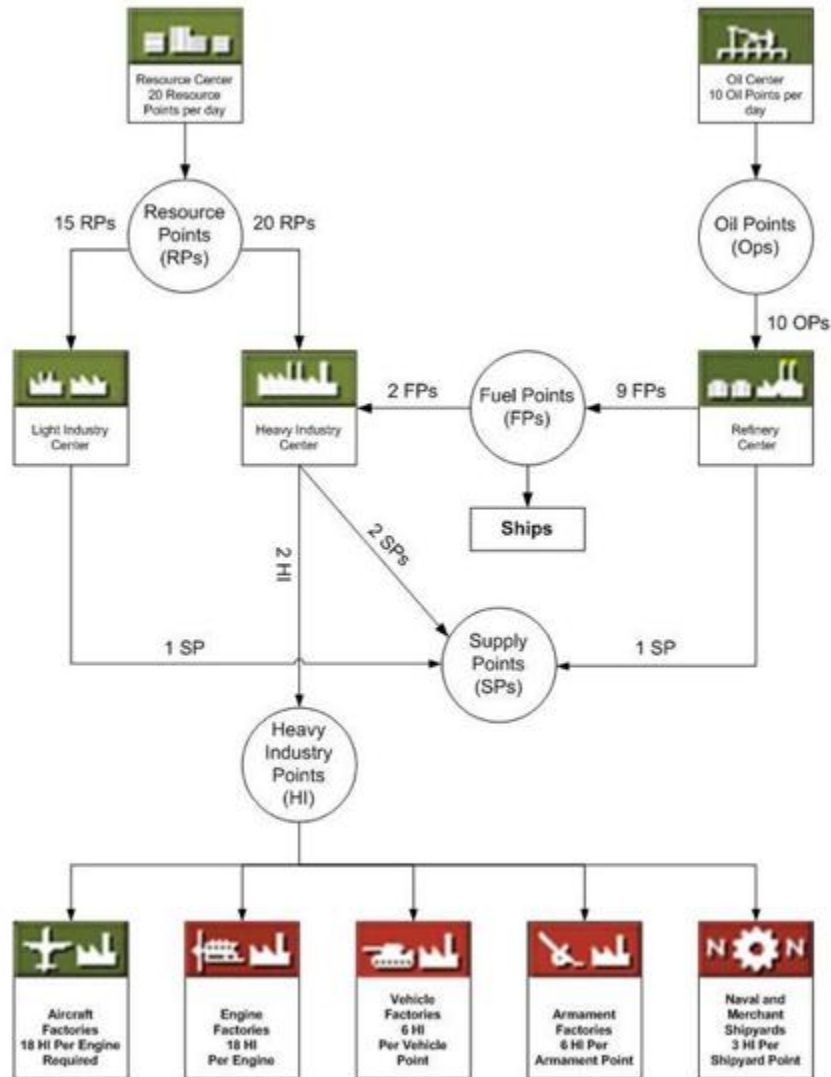 Resource Center
20 Resource
Points per day
Oil Center
10 Oil Points per
day
15 RPs
Resource
Points
(RPs)
20 RPs
Oil Points
(Ops)
10 OPs
Light Industry
Center
Heavy Industry
Center
2 FPs
Fuel Points
(FPs)
9 FPs
Refinery
Center
Ships
2 HI
2 SPs
1 SP
Supply
Points
(SPs)
1 SP
Heavy
Industry
Points
(HI)
Aircraft
Factories
18 HI Per Engine
Required
Engine
Factories
18 HI
Per Engine
Vehicle
Factories
6 HI
Per Vehicle
Point
Armament
Factories
6 HI Per
Armament Point
N N
Naval and
Merchant
Shipyards
3 HI Per
Shipyard Point